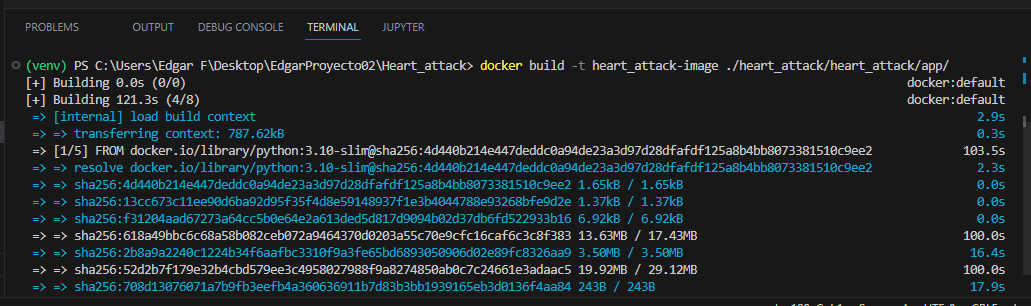 PROBLEMS OUTPUT DEBUG CONSOLE TERMINAL JUPYTER
(venv) PS C:\Users\Edgar F\Desktop\EdgarProyecto02\Heart_attack> docker build -t heart_attack-image ./heart_attack/heart_attack/app/
[+] Building 0.0s (0/0) docker:default
[+] Building 121.3s (4/8) docker:default
=> [internal] load build context 2.9s
=> => transferring context: 787.62kB 0.3s
=> [1/5] FROM docker.io/library/python:3.10-slim@sha256:4d440b214e447deddc0a94de23a3d97d28dfafdf125a8b4bb8073381510c9ee2 103.5s
=> => resolve docker.io/library/python:3.10-slim@sha256:4d440b214e447deddc0a94de23a3d97d28dfafdf125a8b4bb8073381510c9ee2 2.3s
=> => sha256:4d440b214e447deddc0a94de23a3d97d28dfafdf125a8b4bb8073381510c9ee2 1.65kB / 1.65kB 0.0s
=> => sha256:13cc673c11ee90d6ba92d95f35f4d8e59148937f1e3b4044788e93268bfe9d2e 1.37kB / 1.37kB 0.0s
=> => sha256:f31204aad67273a64cc5b0e64e2a613ded5d817d9094b02d37db6fd522933b16 6.92kB / 6.92kB 0.0s
=> => sha256:618a49bbc6c68a58b082ceb072a9464370d0203a55c70e9cfc16caf6c3c8f383 13.63MB / 17.43MB 100.0s
=> => sha256:2b8a9a2240c1224b34f6aafbc3310f9a3fe65bd6893050906d02e89fc8326aa9 3.50MB / 3.50MB 16.4s
=> => sha256:52d2b7f179e32b4cbd579ee3c4958027988f9a8274850ab0c7c24661e3adaac5 19.92MB / 29.12MB 100.0s
=> => sha256:708d13076071a7b9fb3eefb4a360636911b7d83b3bb1939165eb3d0136f4aa84 243B / 243B 17.9s